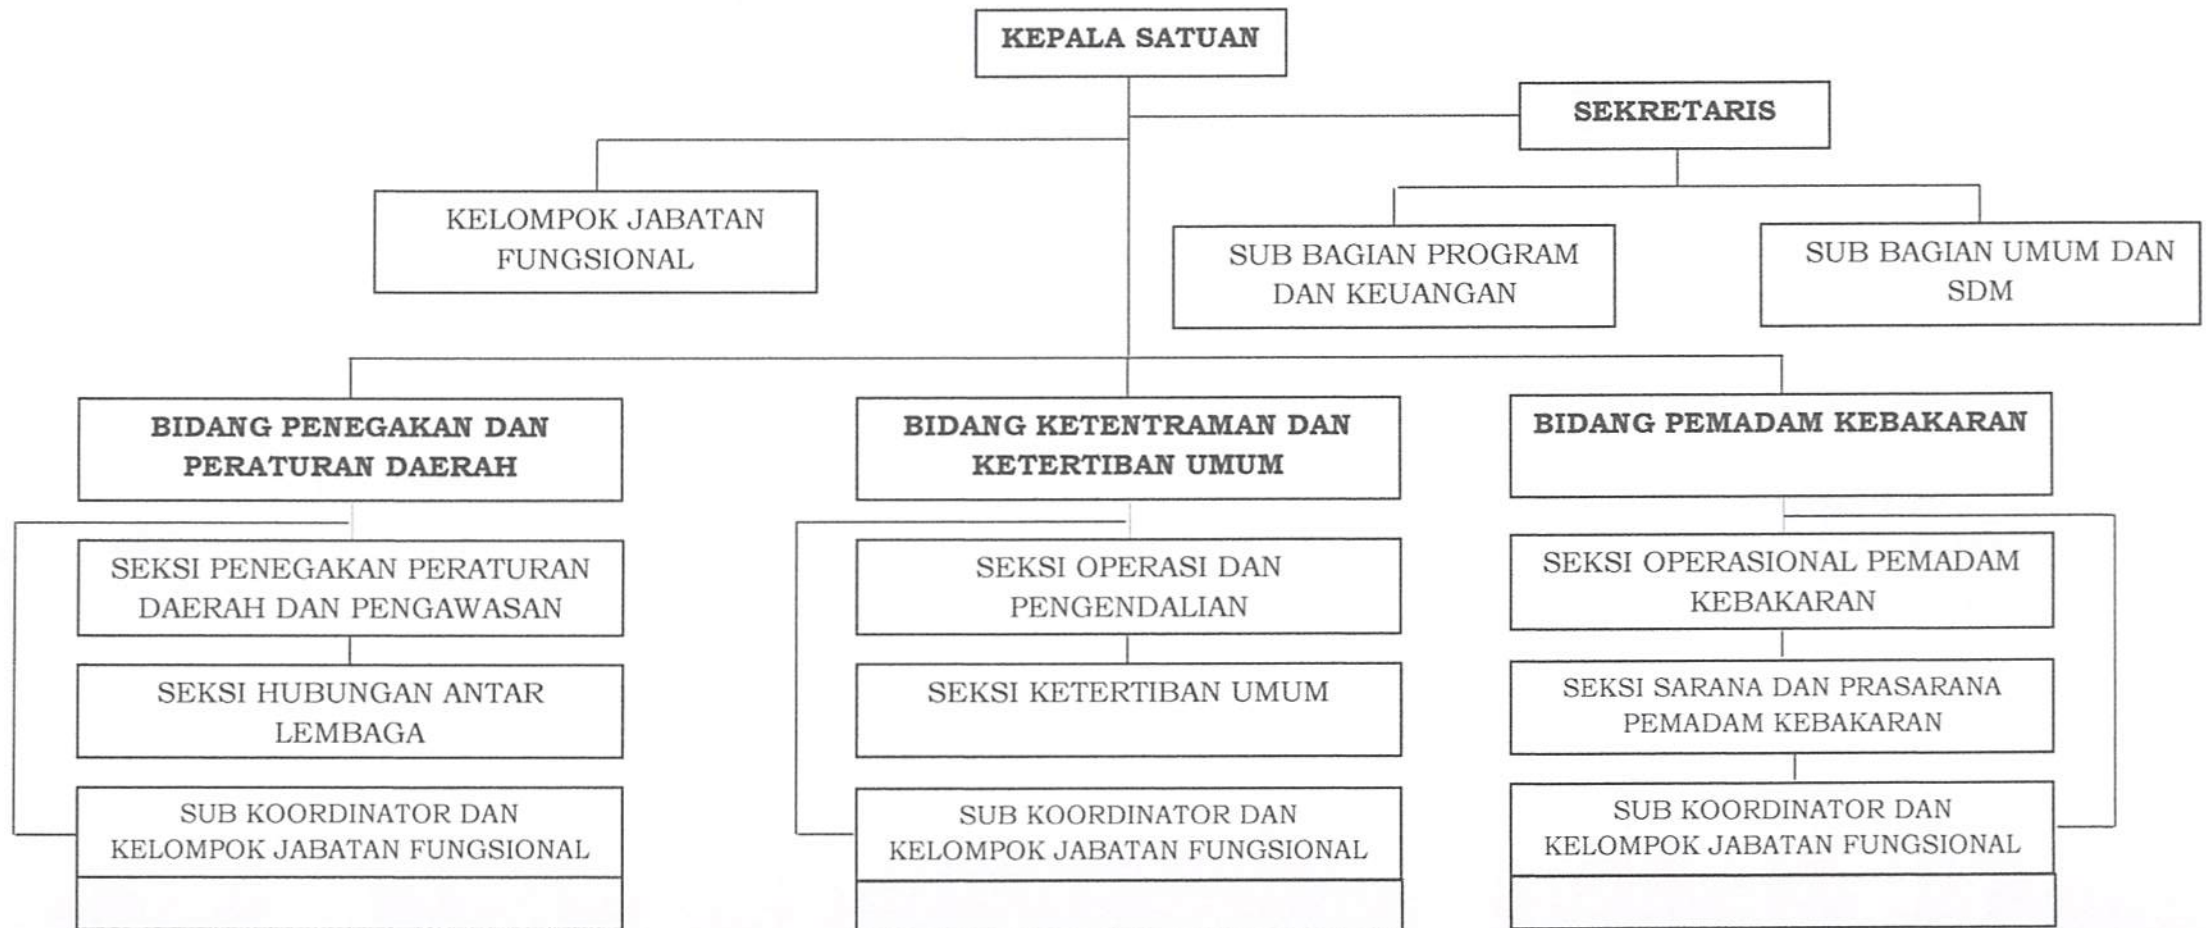 KEPALA SATUAN
SEKRETARIS
KELOMPOK JABATAN
FUNGSIONAL
SUB BAGIAN PROGRAM
DAN KEUANGAN
SUB BAGIAN UMUM DAN
SDM
BIDANG PENEGAKAN DAN
PERATURAN DAERAH
SEKSI PENEGAKAN PERATURAN
DAERAH DAN PENGAWASAN
SEKSI HUBUNGAN ANTAR
LEMBAGA
SUB KOORDINATOR DAN
KELOMPOK JABATAN FUNGSIONAL
BIDANG KETENTRAMAN DAN
KETERTIBAN UMUM
SEKSI OPERASI DAN
PENGENDALIAN
SEKSI KETERTIBAN UMUM
SUB KOORDINATOR DAN
KELOMPOK JABATAN FUNGSIONAL
BIDANG PEMADAM KEBAKARAN
SEKSI OPERASIONAL PEMADAM
KEBAKARAN
SEKSI SARANA DAN PRASARANA
PEMADAM KEBAKARAN
SUB KOORDINATOR DAN
KELOMPOK JABATAN FUNGSIONAL